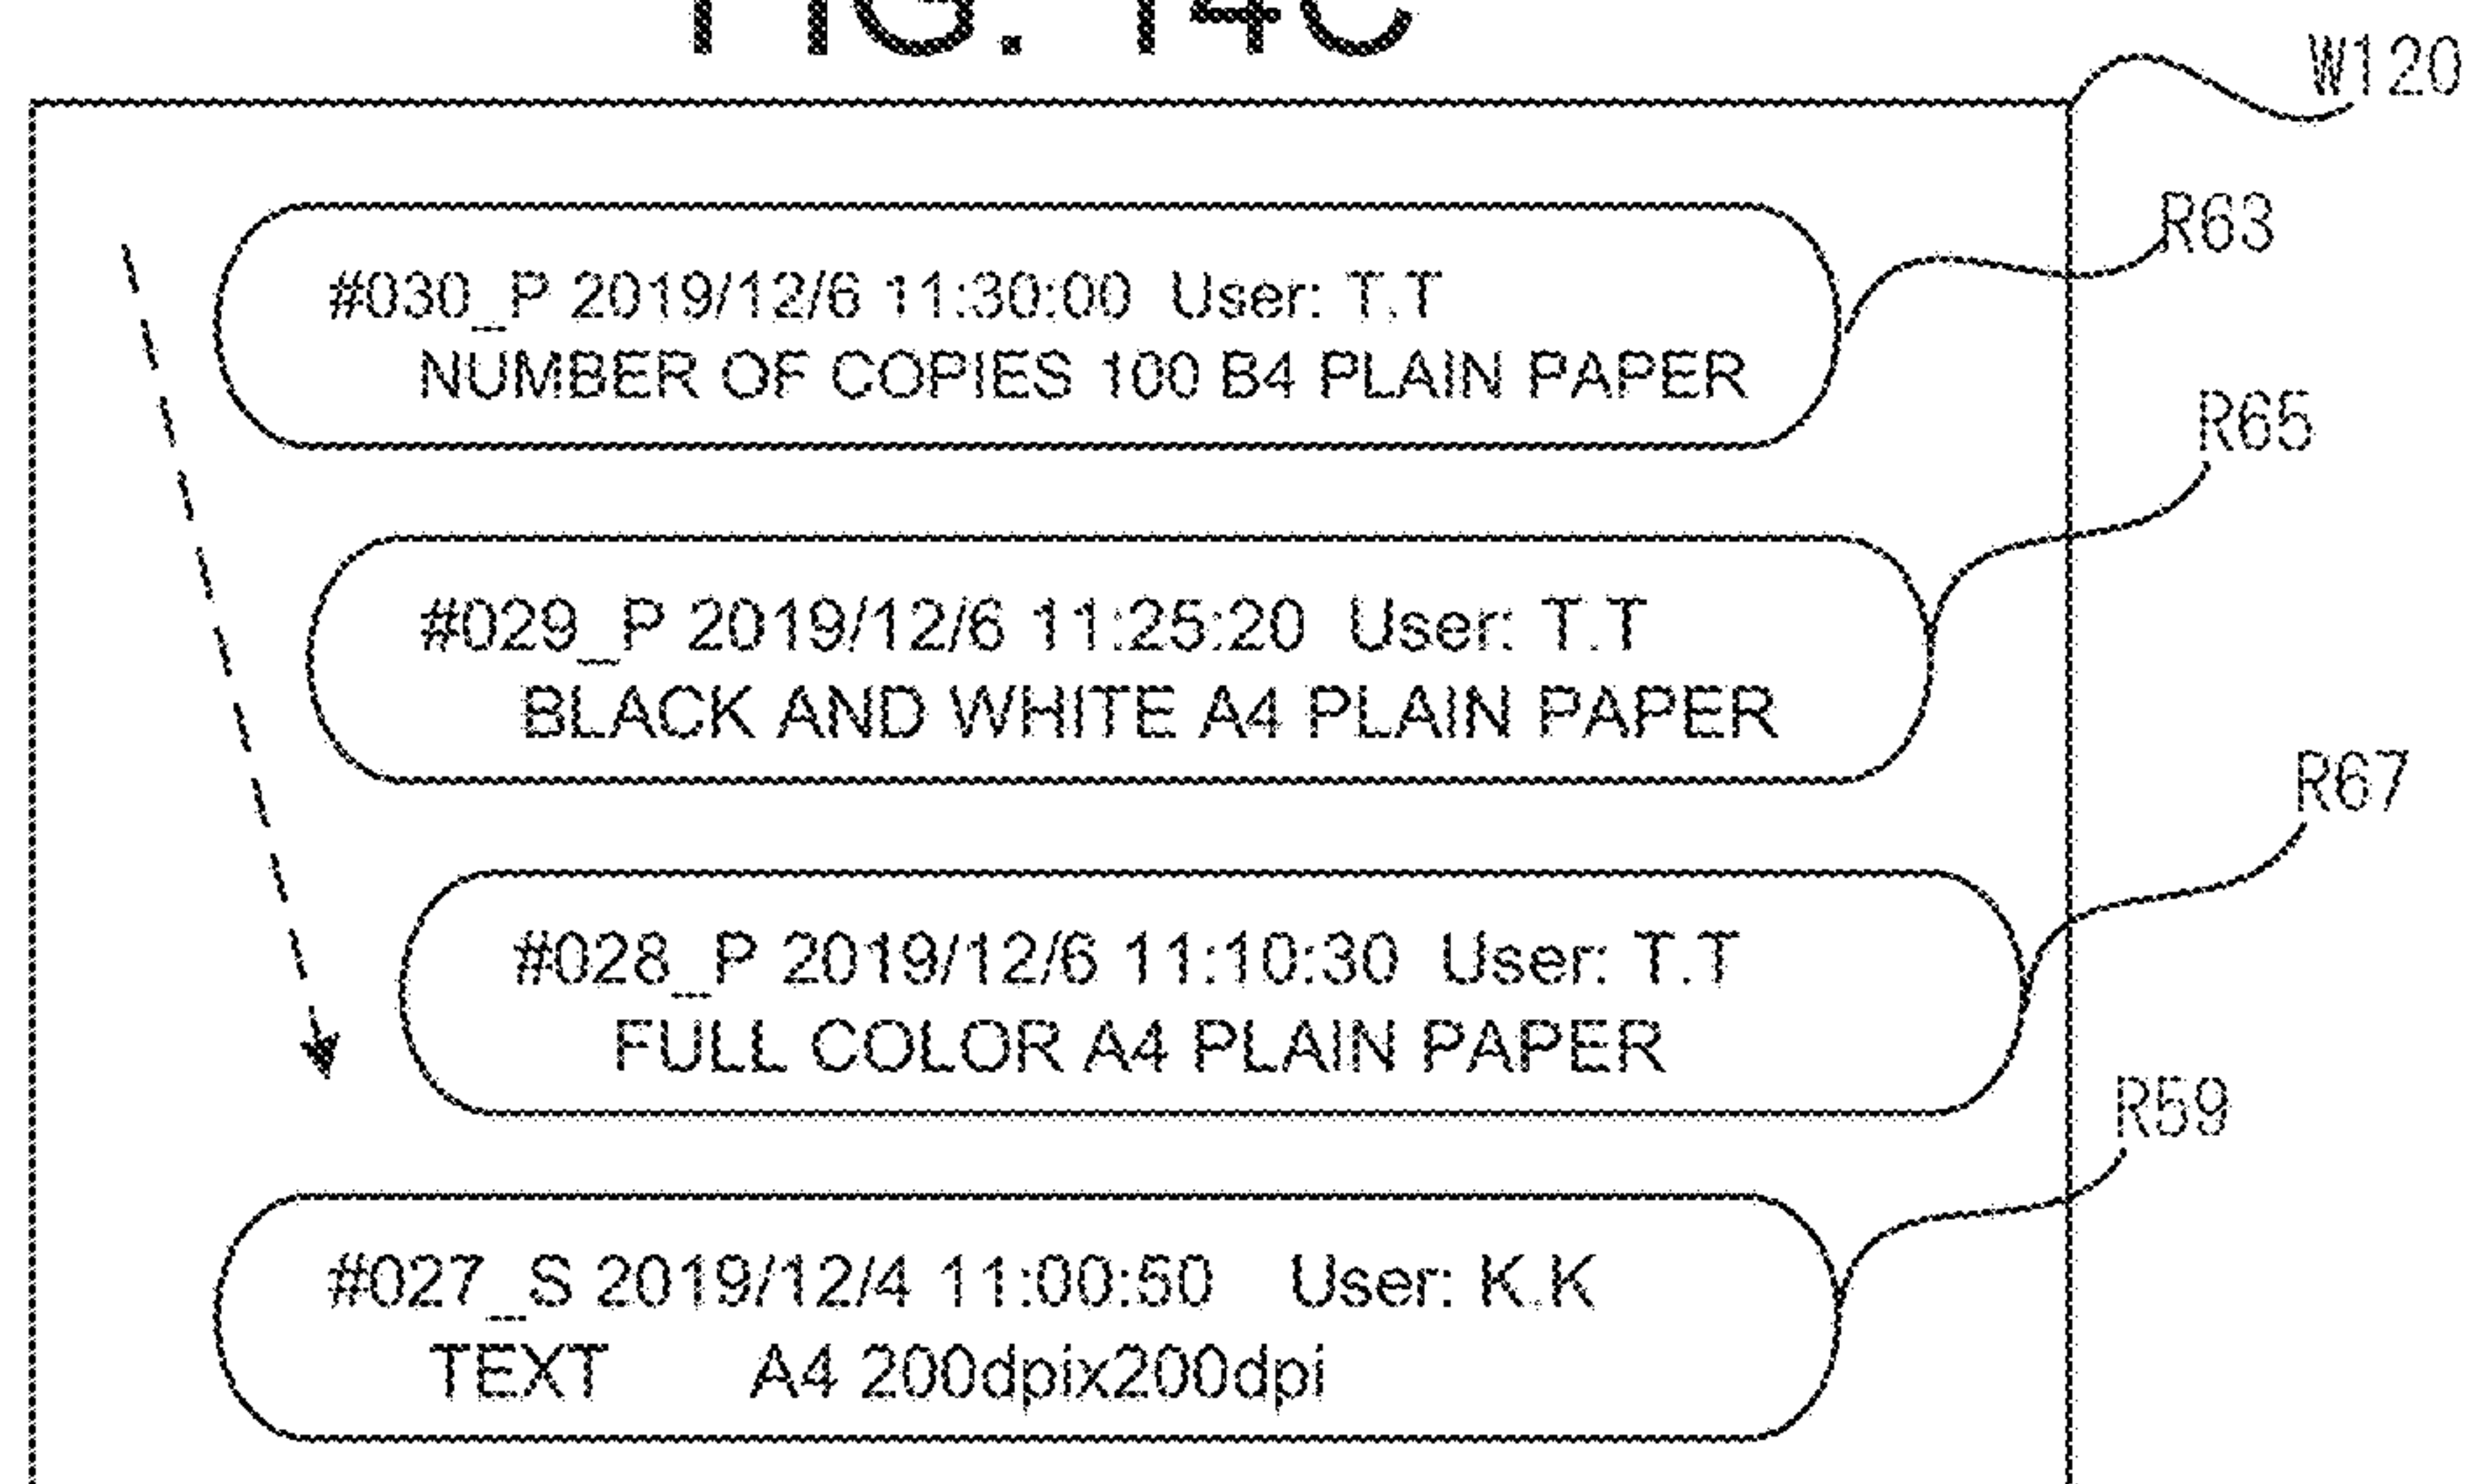 FIG. 14C
W120
R63
#030_P 2019/12/6 11:30:00 User: T.T
NUMBER OF COPIES 100 B4 PLAIN PAPER
R65
#029_P 2019/12/6 11:25:20 User: T.T
BLACK AND WHITE A4 PLAIN PAPER
R67
#028_P 2019/12/6 11:10:30 User: T.T
FULL COLOR A4 PLAIN PAPER
R59
#027_S 2019/12/4 11:00:50 User: K.K
TEXT A4 200dpix200dpi